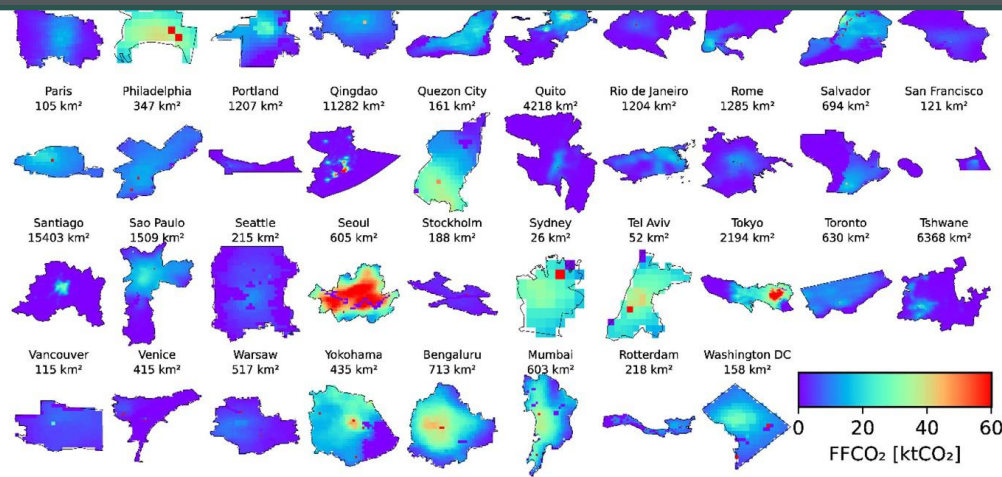 Paris Philadelphia Portland Qingdao Quezon City Quito Rio de Janeiro Rome Salvador San Francisco
105 km² 347 km² 1207 km² 11282 km² 161 km² 4218 km² 1204 km² 1285 km² 694 km² 121 km²
Santiago Sao Paulo Seattle Seoul Stockholm Sydney Tel Aviv Tokyo Toronto Tshwane
15403 km² 1509 km² 215 km² 605 km² 188 km² 26 km² 52 km² 2194 km² 630 km² 6368 km²
Vancouver Venice Warsaw Yokohama Bengaluru Mumbai Rotterdam Washington DC
115 km² 415 km² 517 km² 435 km² 713 km² 603 km² 218 km² 158 km²
0 20 40 60
FFCO₂ [ktCO₂]